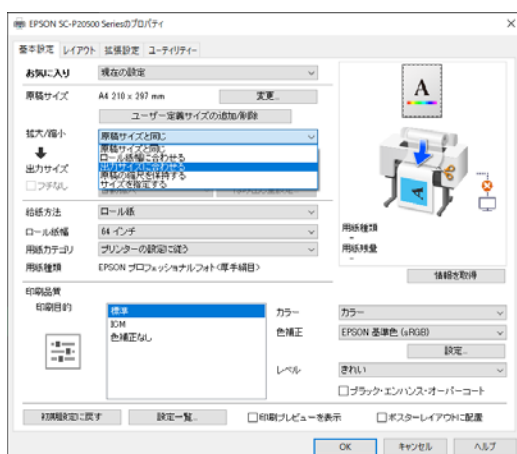 EPSON SC-P20500 Seriesのプロパティ
基本設定 レイアウト 拡張設定 ユーティリティー
お気に入り 現在の設定
原稿サイズ A4 210 x 297 mm 変更...
ユーザー定義サイズの追加/削除
拡大/縮小 原稿サイズと同じ
原稿サイズと同じ
ロール紙幅に合わせる
出力サイズに合わせる
原稿の縮尺を保持する
サイズを指定する
出力サイズ
フチなし
給紙方法 ロール紙
ロール紙幅 64 インチ
用紙カテゴリ プリンターの設定に従う
用紙種類 EPSON プロフェッショナルフォト<厚手絹目>
A
用紙種類
-
用紙残量
-
情報を取得
印刷品質
印刷目的 標準
ICM
色補正なし
カラー カラー
色補正 EPSON 基準色 (sRGB)
設定...
レベル きれい
ブラック・エンハンス・オーバーコート
初期設定に戻す 設定一覧... 印刷プレビューを表示 ポスターレイアウトに配置
OK キャンセル ヘルプ